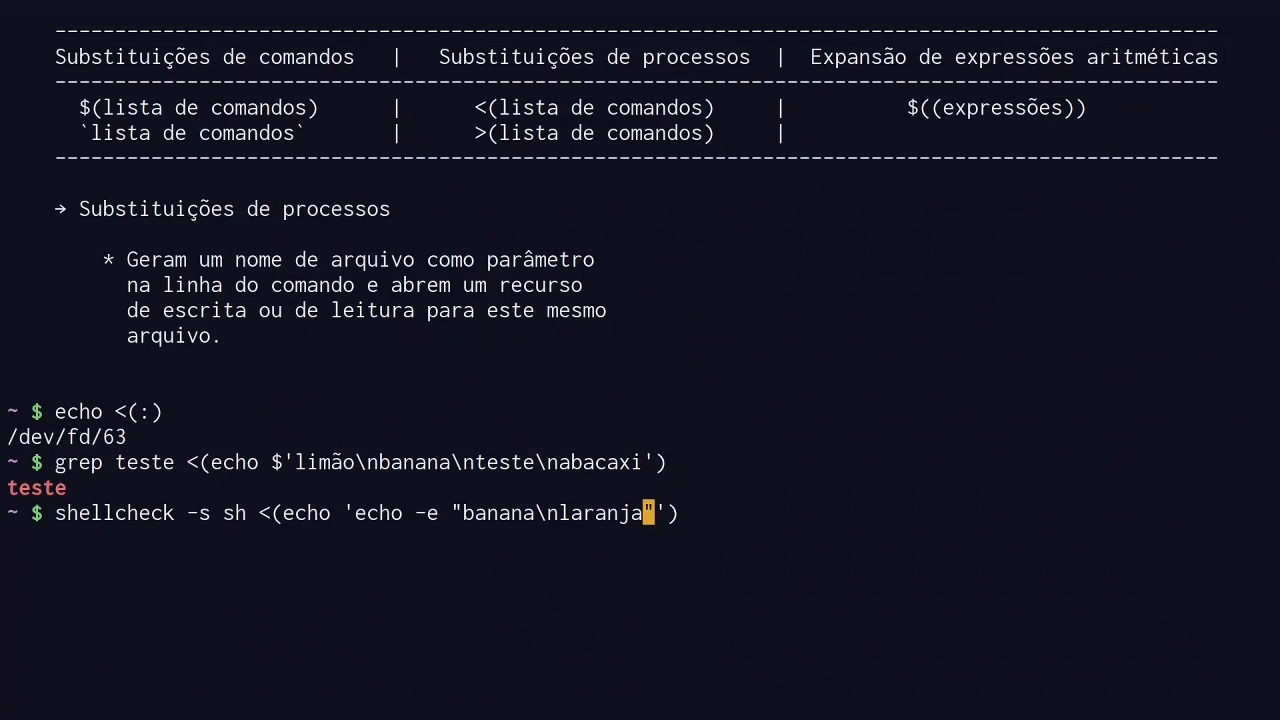 -------------------------------------------------------------------------------------------------
Substituições de comandos   |   Substituições de processos  |  Expansão de expressões aritméticas
-------------------------------------------------------------------------------------------------
$(lista de comandos)      |      <(lista de comandos)     |          $((expressões))
`lista de comandos`       |      >(lista de comandos)     |
-------------------------------------------------------------------------------------------------
→ Substituições de processos
* Geram um nome de arquivo como parâmetro
na linha do comando e abrem um recurso
de escrita ou de leitura para este mesmo
arquivo.
~ $ echo <(:)
/dev/fd/63
~ $ grep teste <(echo $'limão\nbanana\nteste\nabacaxi')
teste
~ $ shellcheck -s sh <(echo 'echo -e "banana\nlaranja"')